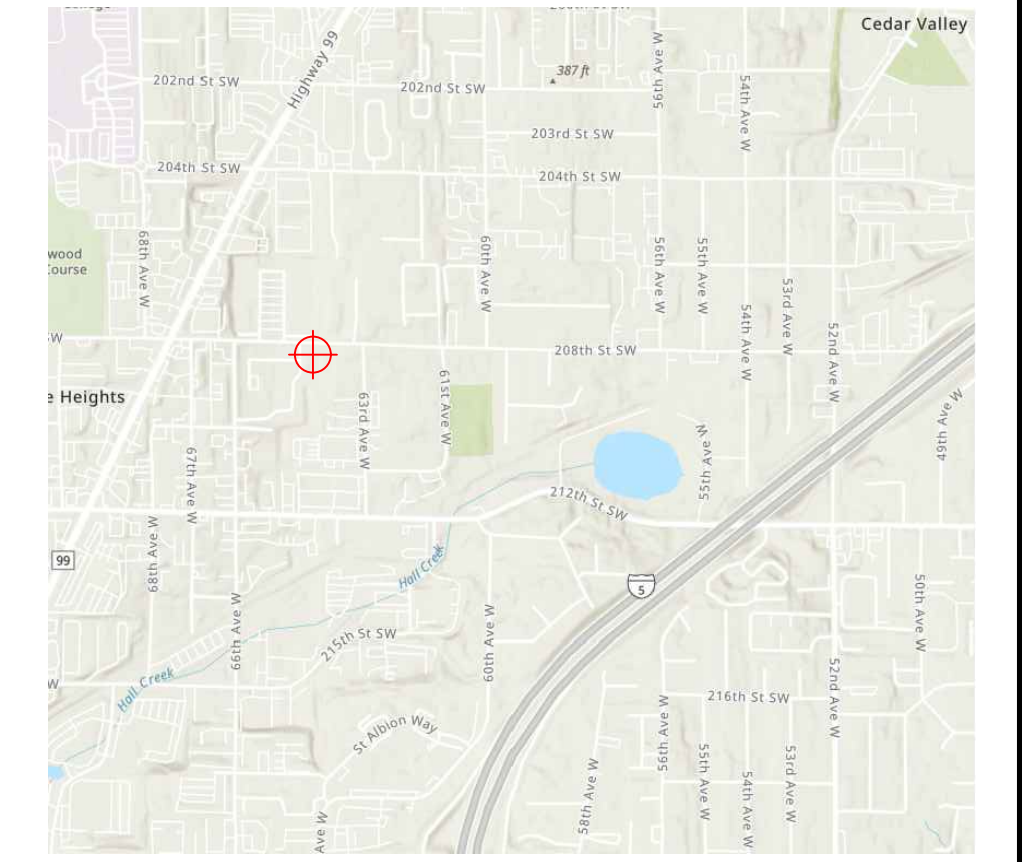 Cedar Valley
Highway 99
387 ft
56th Ave W
202nd St SW
202nd St SW
54th Ave W
203rd St SW
204th St SW
204th St SW
wood
Course
68th Ave W
60th Ave W
56th Ave W
55th Ave W
53rd Ave W
54th Ave W
52nd Ave W
W
208th St SW
e Heights
63rd Ave W
61st Ave W
49th Ave W
55th Ave W
67th Ave W
212th St SW
68th Ave W
99
Hall Creek
5
50th Ave W
66th Ave W
60th Ave W
215th St SW
Hall Creek
W
52nd Ave W
216th St SW
56th Ave W
St Albion Way
55th Ave W
53rd Ave W
58th Ave W
54th Ave W
Ave W